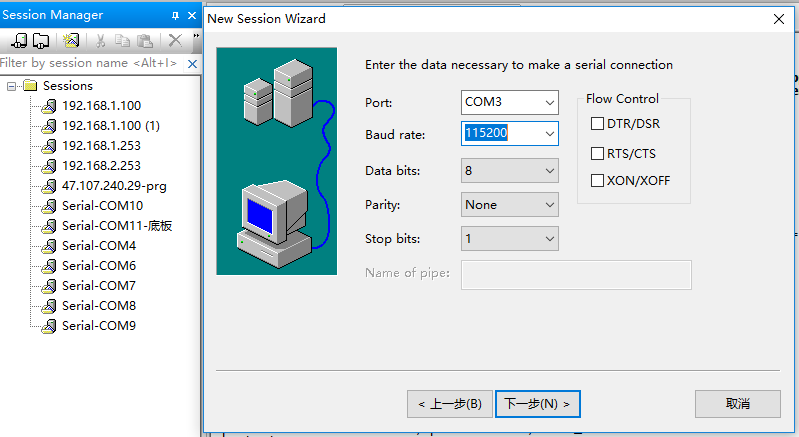 Session Manager
Filter by session name <Alt+I>
Sessions
192.168.1.100
192.168.1.100 (1)
192.168.1.253
192.168.2.253
47.107.240.29-prg
Serial-COM10
Serial-COM11-底板
Serial-COM4
Serial-COM6
Serial-COM7
Serial-COM8
Serial-COM9
New Session Wizard
Enter the data necessary to make a serial connection
Port: COM3
Baud rate: 115200
Data bits: 8
Parity: None
Stop bits: 1
Name of pipe:
Flow Control
DTR/DSR
RTS/CTS
XON/XOFF
< 上一步(B) 下一步(N) > 取消